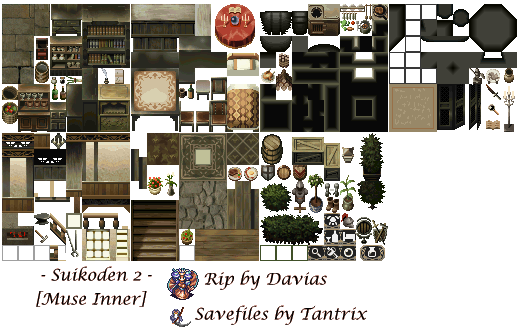 - Suikoden 2 -
[Muse Inner]
Rip by Davias
Savefiles by Tantrix